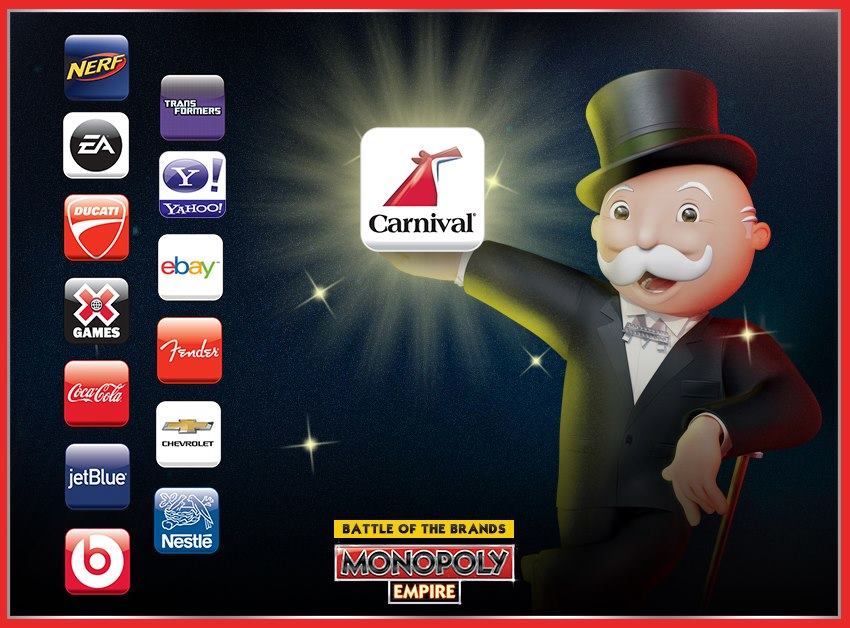 NERF
TRANS
FORMERS
EA
Y!
YAHOO!
DUCATI
ebay
X
GAMES
Fender
Coca-Cola
CHEVROLET
jetBlue
Nestlē
b
Carnival
BATTLE OF THE BRANDS
MONOPOLY
EMPIRE